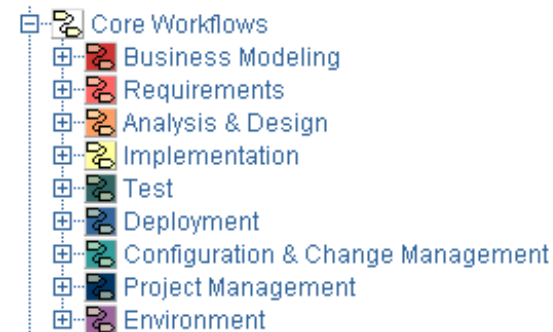 Core Workflows
Business Modeling
Requirements
Analysis & Design
Implementation
Test
Deployment
Configuration & Change Management
Project Management
Environment